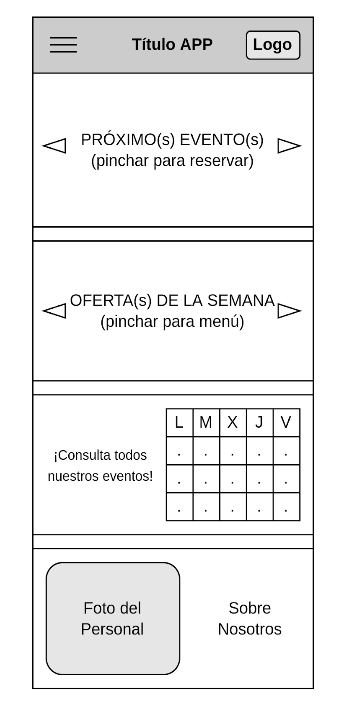 Título APP
Logo
PRÓXIMO(s) EVENTO(s)
(pinchar para reservar)
OFERTA(s) DE LA SEMANA
(pinchar para menú)
¡Consulta todos
nuestros eventos!
L M X J V
. . . . .
. . . . .
. . . . .
Foto del
Personal
Sobre
Nosotros